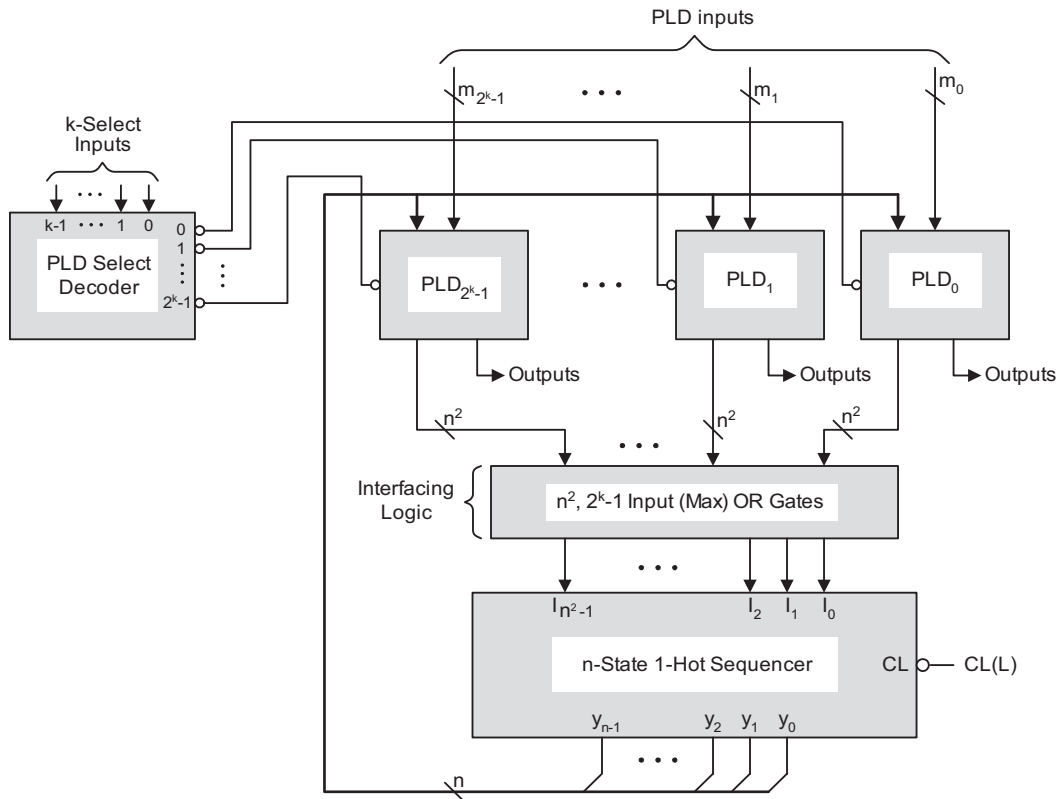 PLD inputs
m₂ᵏ₋₁
• • •
m₁
m₀
k-Select
Inputs
• • •
k-1 • • • 1 0
0
1
2ᵏ-1
PLD Select
Decoder
PLD₂ᵏ₋₁
• • •
PLD₁
PLD₀
Outputs
Outputs
Outputs
n²
• • •
n²
n²
Interfacing
Logic
n², 2ᵏ-1 Input (Max) OR Gates
• • •
Iₙ²₋₁
I₂
I₁
I₀
n-State 1-Hot Sequencer
CL
CL(L)
yₙ₋₁
y₂
y₁
y₀
• • •
n